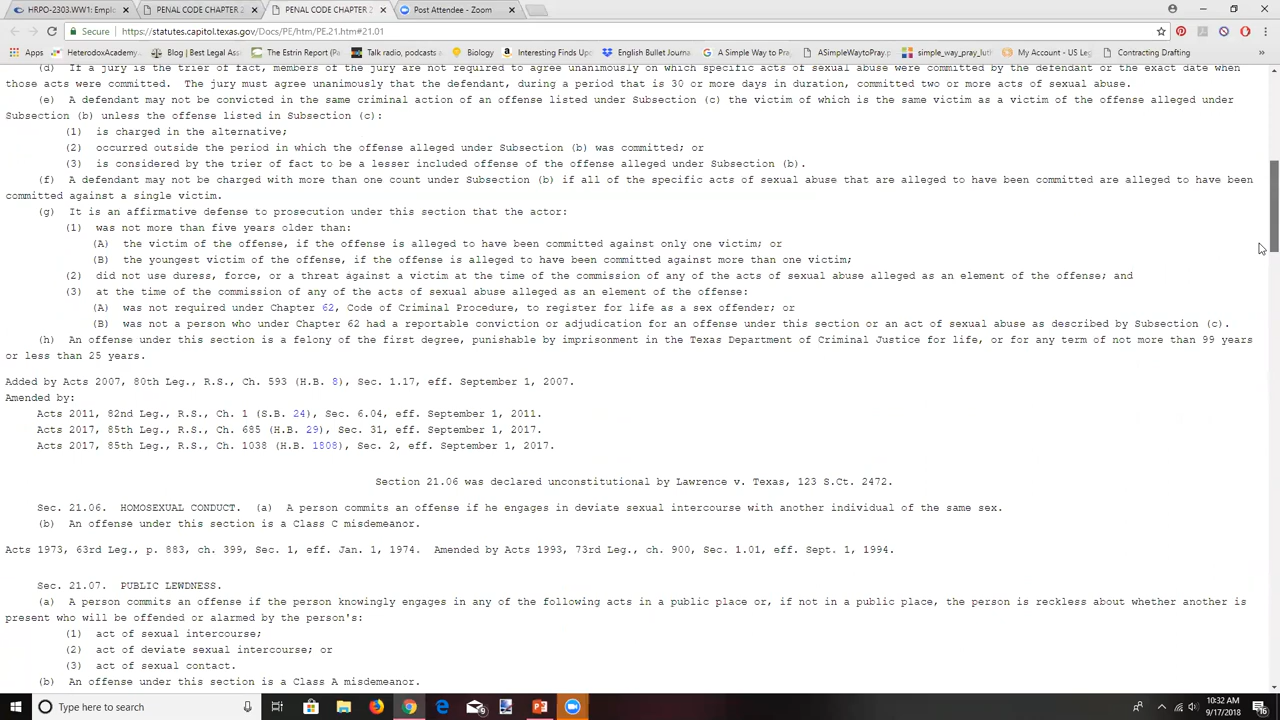 HRPO-2303.WW1: Emplo
PENAL CODE CHAPTER 2
PENAL CODE CHAPTER 2
Post Attendee - Zoom
Secure
https://statutes.capitol.texas.gov/Docs/PE/htm/PE.21.htm#21.01
Apps
HeterodoxAcademy
Blog | Best Legal Assi
The Estrin Report (Pa
Talk radio, podcasts
Biology
Interesting Finds Up
English Bullet Journ
A Simple Way to Pr
ASimpleWaytoPray.p
simple_way_pray_luth
My Account - US Leg
Contracting Drafting
(d) If a jury is the trier of fact, members of the jury are not required to agree unanimously on which specific acts of sexual abuse were committed by the defendant or the exact date when
those acts were committed. The jury must agree unanimously that the defendant, during a period that is 30 or more days in duration, committed two or more acts of sexual abuse.
(e) A defendant may not be convicted in the same criminal action of an offense listed under Subsection (c) the victim of which is the same victim as a victim of the offense alleged under
Subsection (b) unless the offense listed in Subsection (c):
(1) is charged in the alternative;
(2) occurred outside the period in which the offense alleged under Subsection (b) was committed; or
(3) is considered by the trier of fact to be a lesser included offense of the offense alleged under Subsection (b).
(f) A defendant may not be charged with more than one count under Subsection (b) if all of the specific acts of sexual abuse that are alleged to have been committed are alleged to have been
committed against a single victim.
(g) It is an affirmative defense to prosecution under this section that the actor:
(1) was not more than five years older than:
(A) the victim of the offense, if the offense is alleged to have been committed against only one victim; or
(B) the youngest victim of the offense, if the offense is alleged to have been committed against more than one victim;
(2) did not use duress, force, or a threat against a victim at the time of the commission of any of the acts of sexual abuse alleged as an element of the offense; and
(3) at the time of the commission of any of the acts of sexual abuse alleged as an element of the offense:
(A) was not required under Chapter 62, Code of Criminal Procedure, to register for life as a sex offender; or
(B) was not a person who under Chapter 62 had a reportable conviction or adjudication for an offense under this section or an act of sexual abuse as described by Subsection (c).
(h) An offense under this section is a felony of the first degree, punishable by imprisonment in the Texas Department of Criminal Justice for life, or for any term of not more than 99 years
or less than 25 years.
Added by Acts 2007, 80th Leg., R.S., Ch. 593 (H.B. 8), Sec. 1.17, eff. September 1, 2007.
Amended by:
Acts 2011, 82nd Leg., R.S., Ch. 1 (S.B. 24), Sec. 6.04, eff. September 1, 2011.
Acts 2017, 85th Leg., R.S., Ch. 685 (H.B. 29), Sec. 31, eff. September 1, 2017.
Acts 2017, 85th Leg., R.S., Ch. 1038 (H.B. 1808), Sec. 2, eff. September 1, 2017.
Section 21.06 was declared unconstitutional by Lawrence v. Texas, 123 S.Ct. 2472.
Sec. 21.06. HOMOSEXUAL CONDUCT. (a) A person commits an offense if he engages in deviate sexual intercourse with another individual of the same sex.
(b) An offense under this section is a Class C misdemeanor.
Acts 1973, 63rd Leg., p. 883, ch. 399, Sec. 1, eff. Jan. 1, 1974. Amended by Acts 1993, 73rd Leg., ch. 900, Sec. 1.01, eff. Sept. 1, 1994.
Sec. 21.07. PUBLIC LEWDNESS.
(a) A person commits an offense if the person knowingly engages in any of the following acts in a public place or, if not in a public place, the person is reckless about whether another is
present who will be offended or alarmed by the person's:
(1) act of sexual intercourse;
(2) act of deviate sexual intercourse; or
(3) act of sexual contact.
(b) An offense under this section is a Class A misdemeanor.
Type here to search
10:32 AM
9/17/2018